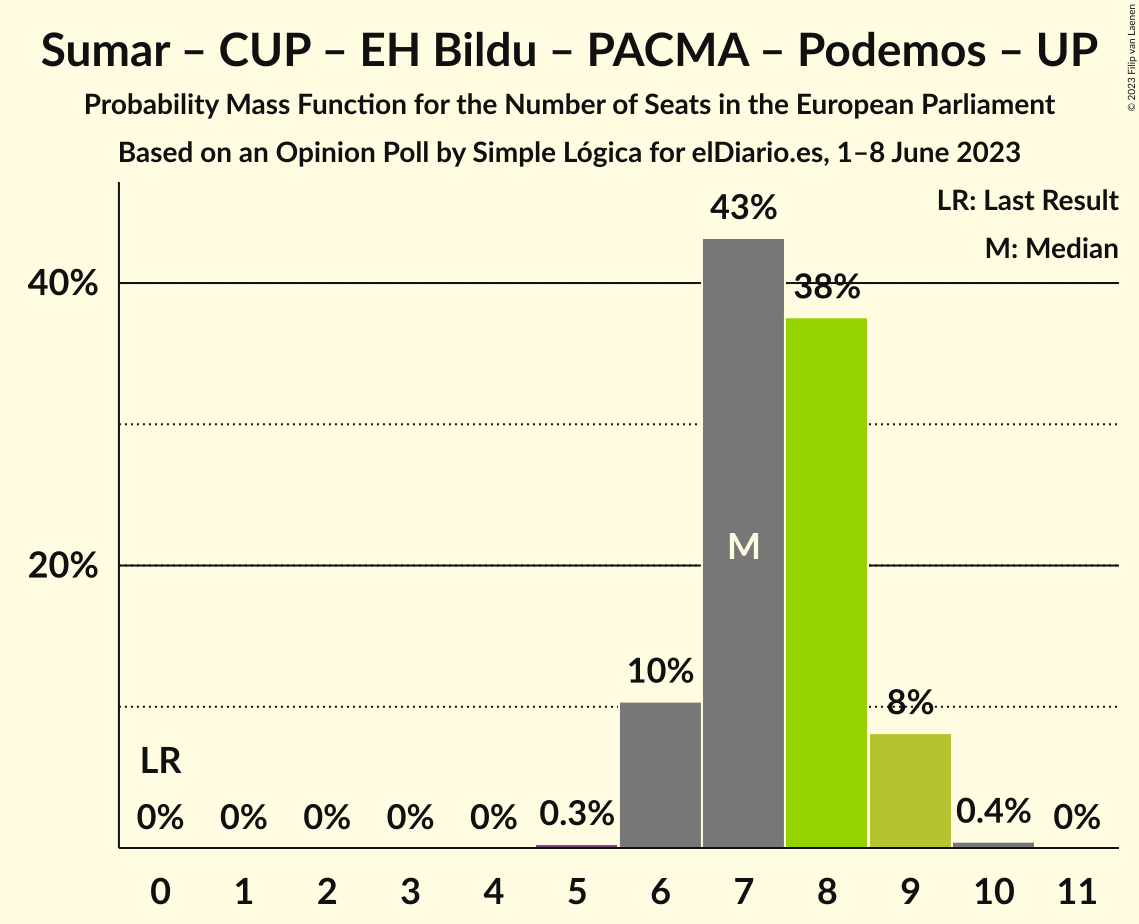 Sumar – CUP – EH Bildu – PACMA – Podemos – UP
Probability Mass Function for the Number of Seats in the European Parliament
Based on an Opinion Poll by Simple Lógica for elDiario.es, 1–8 June 2023
© 2023 Filip van Laenen
LR: Last Result
M: Median
43%
40%
38%
M
20%
10%
8%
LR
0% 0% 0% 0% 0% 0.3% 0.4% 0%
0 1 2 3 4 5 6 7 8 9 10 11